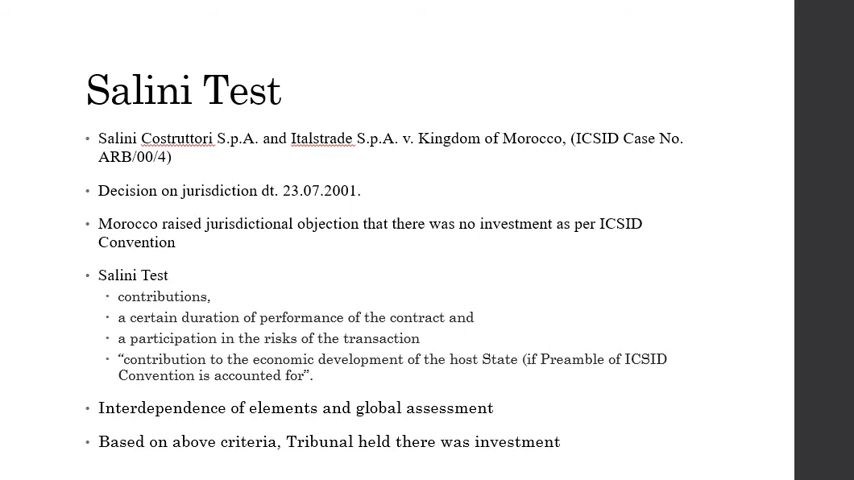 Salini Test
• Salini Costruttori S.p.A. and Italstrade S.p.A. v. Kingdom of Morocco, (ICSID Case No.
ARB/00/4)
• Decision on jurisdiction dt. 23.07.2001.
• Morocco raised jurisdictional objection that there was no investment as per ICSID
Convention
• Salini Test
• contributions,
• a certain duration of performance of the contract and
• a participation in the risks of the transaction
• “contribution to the economic development of the host State (if Preamble of ICSID
Convention is accounted for”.
• Interdependence of elements and global assessment
• Based on above criteria, Tribunal held there was investment